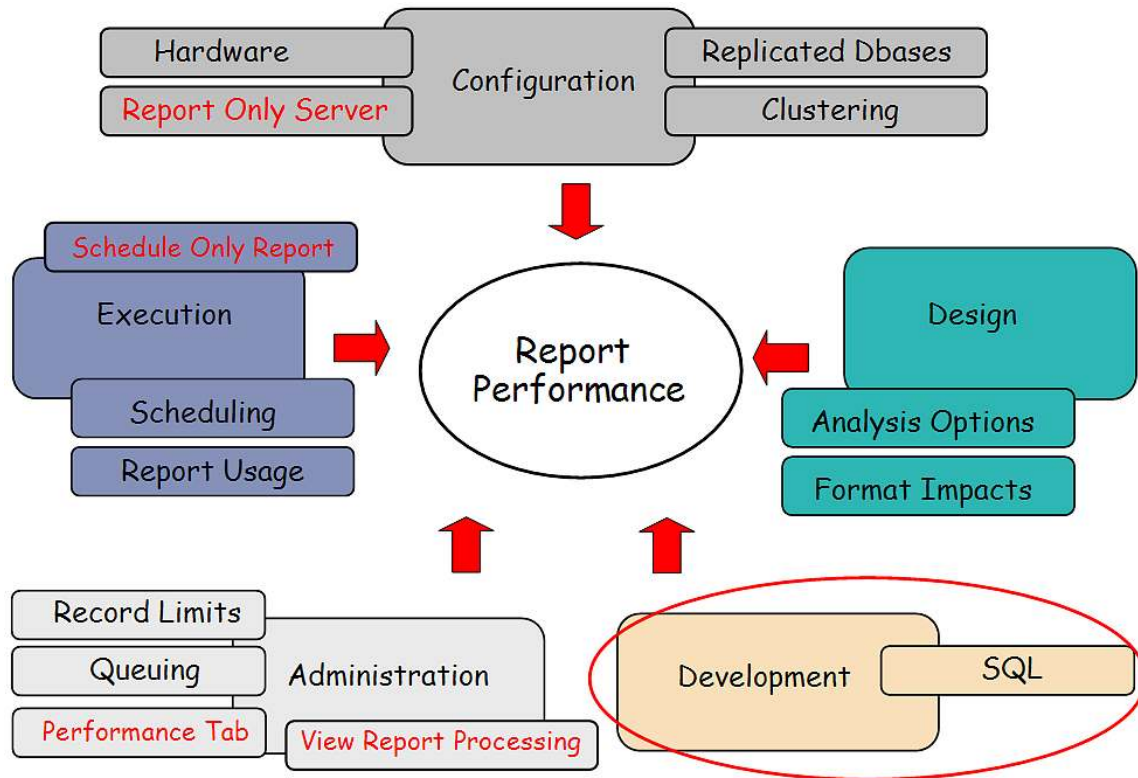 Hardware
Report Only Server
Configuration
Replicated Dbases
Clustering
Schedule Only Report
Execution
Scheduling
Report Usage
Report
Performance
Design
Analysis Options
Format Impacts
Record Limits
Queuing
Performance Tab
Administration
View Report Processing
Development
SQL